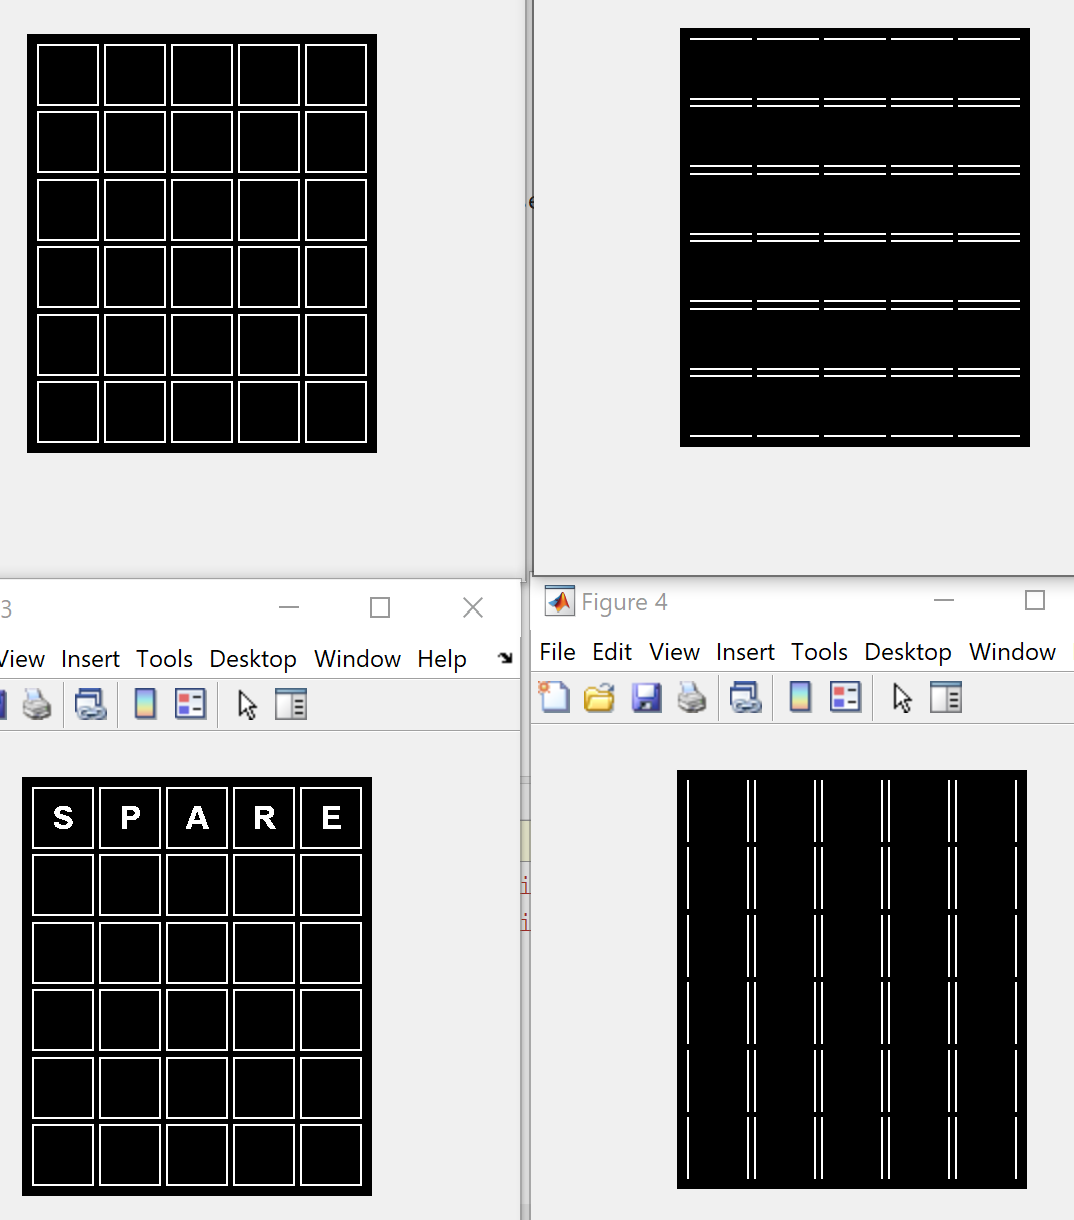 3
View Insert Tools Desktop Window Help
S P A R E
Figure 4
File Edit View Insert Tools Desktop Window